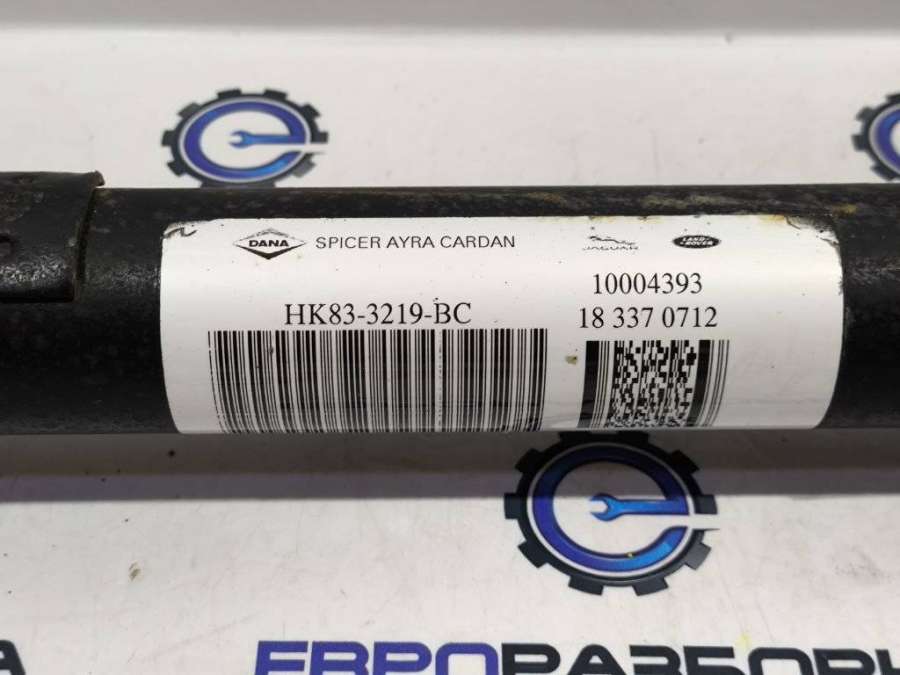 DANA SPICER AYRA CARDAN JAGUAR LAND ROVER
10004393
HK83-3219-BC 18 337 0712
ЕВРОРАЗБОРК